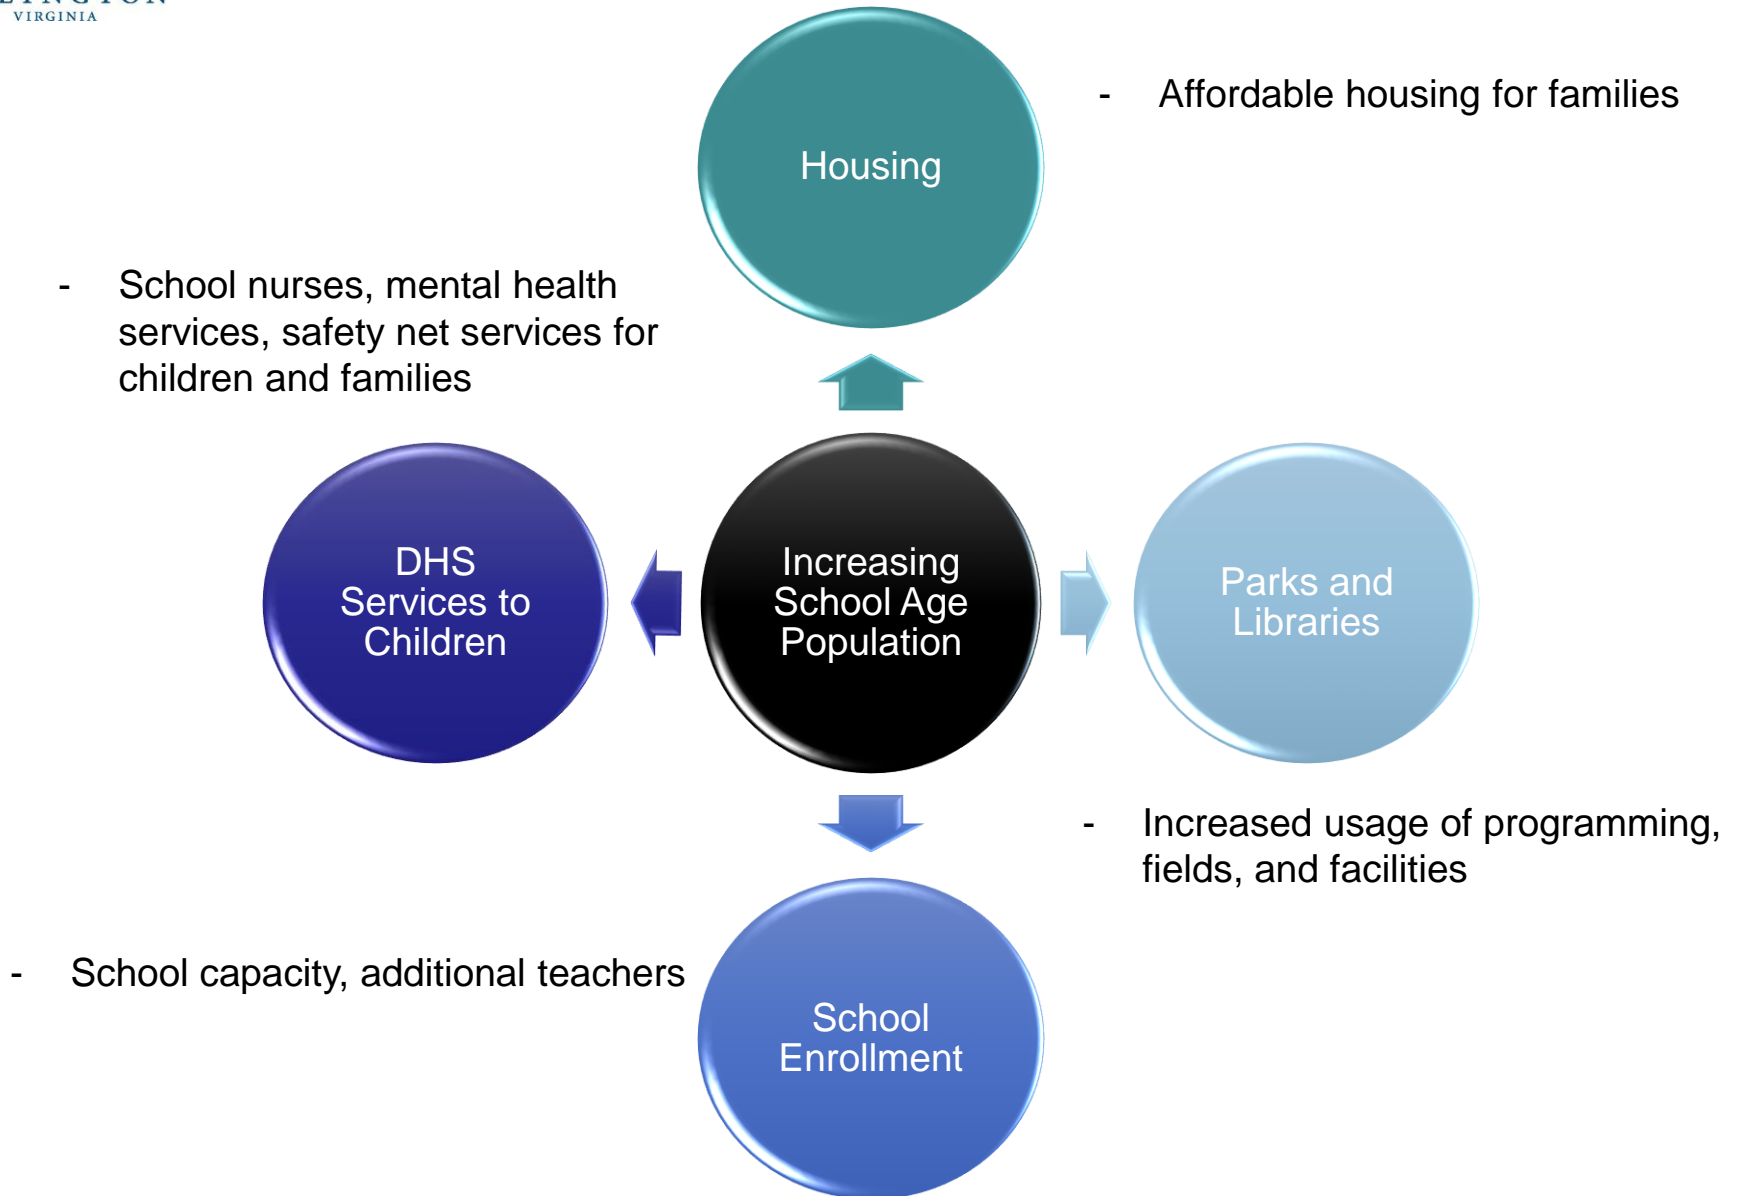 VIRGINIA
- Affordable housing for families
Housing
- School nurses, mental health
services, safety net services for
children and families
DHS
Services to
Children
Increasing
School Age
Population
Parks and
Libraries
- Increased usage of programming,
fields, and facilities
- School capacity, additional teachers
School
Enrollment